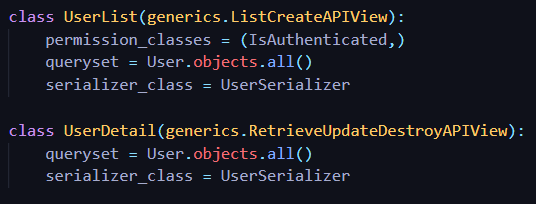 class UserList(generics.ListCreateAPIView):
    permission_classes = (IsAuthenticated,)
    queryset = User.objects.all()
    serializer_class = UserSerializer

class UserDetail(generics.RetrieveUpdateDestroyAPIView):
    queryset = User.objects.all()
    serializer_class = UserSerializer